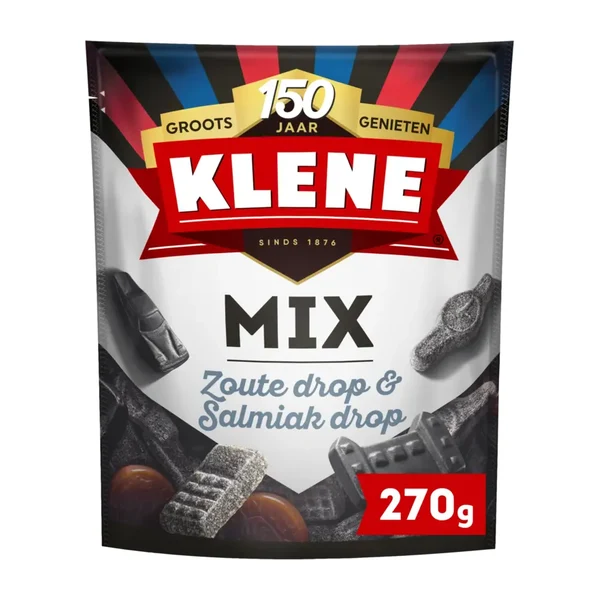 150
GROOTS JAAR GENIETEN
KLENE
®
SINDS 1876
MIX
Zoute drop &
Salmiak drop
270g